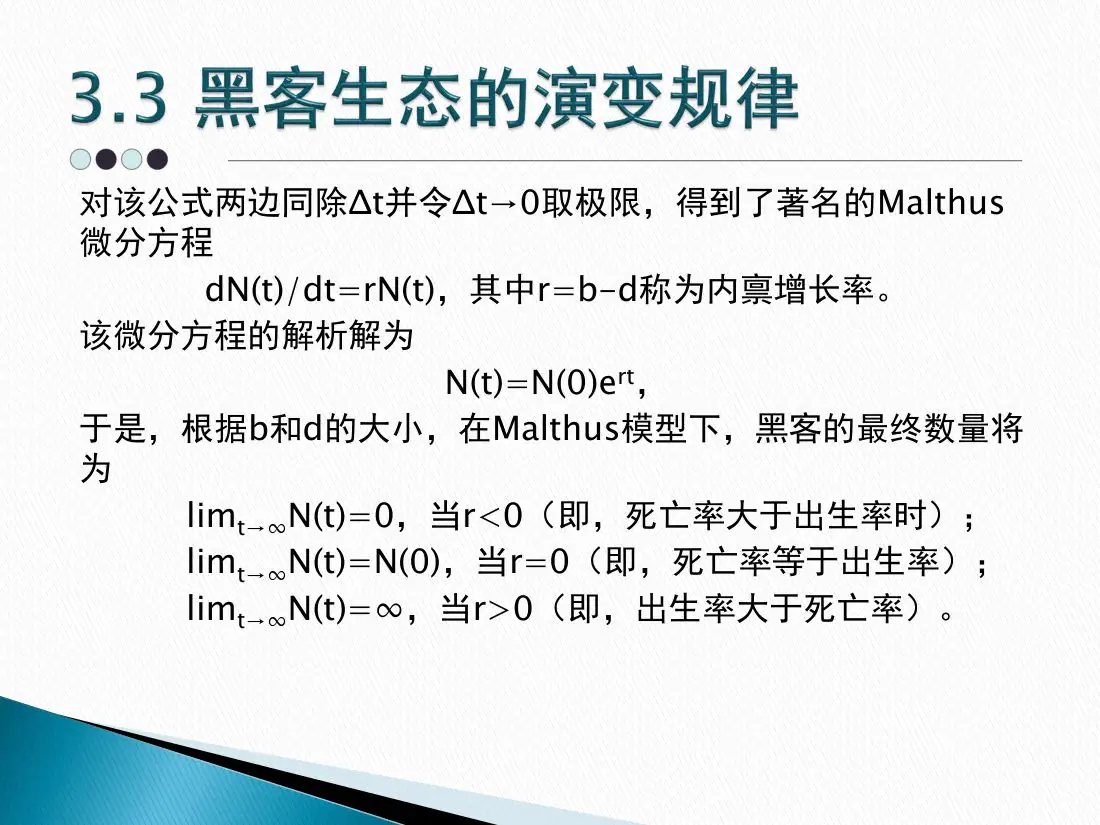 3.3 黑客生态的演变规律
对该公式两边同除Δt并令Δt→0取极限，得到了著名的Malthus
微分方程
dN(t)/dt=rN(t)，其中r=b-d称为内禀增长率。
该微分方程的解析解为
N(t)=N(0)eʳᵗ，
于是，根据b和d的大小，在Malthus模型下，黑客的最终数量将
为
limₜ→∞N(t)=0，当r<0（即，死亡率大于出生率时）；
limₜ→∞N(t)=N(0)，当r=0（即，死亡率等于出生率）；
limₜ→∞N(t)=∞，当r>0（即，出生率大于死亡率）。